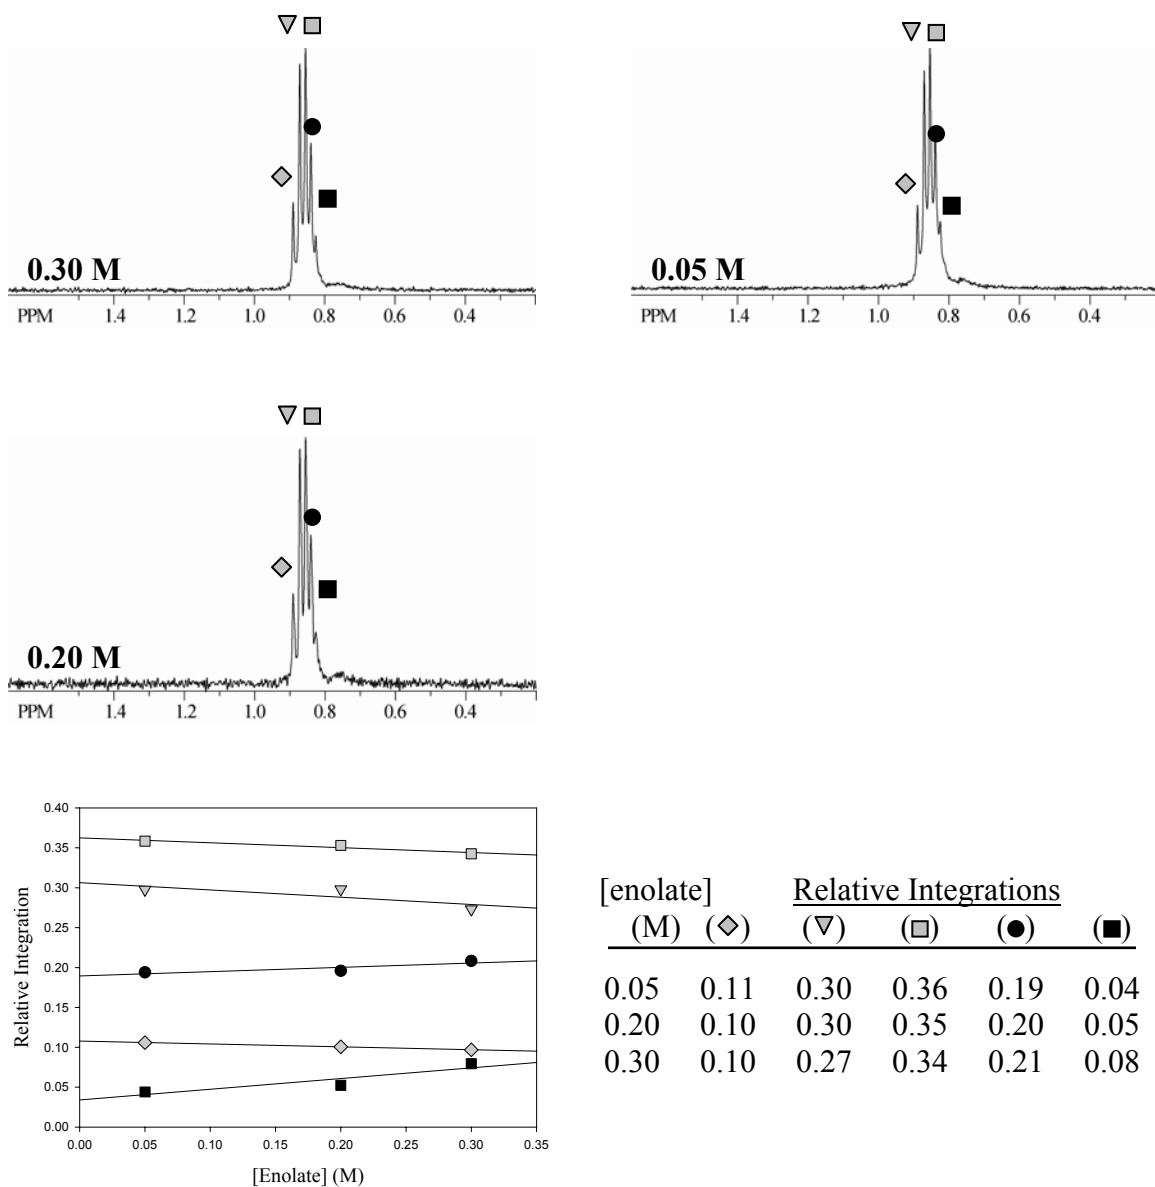 0.30 M
PPM 1.4 1.2 1.0 0.8 0.6 0.4
0.05 M
PPM 1.4 1.0 0.8 0.6 0.4
0.20 M
PPM 1.4 1.2 1.0 0.8 0.6 0.4
Relative Integration
0.40
0.35
0.30
0.25
0.20
0.15
0.10
0.05
0.00
0.00 0.05 0.10 0.15 0.20 0.25 0.30 0.35
[Enolate] (M)
[enolate] Relative Integrations
(M) (◆) (▼) (■) (●) (■)
0.05 0.11 0.30 0.36 0.19 0.04
0.20 0.10 0.30 0.35 0.20 0.05
0.30 0.10 0.27 0.34 0.21 0.08